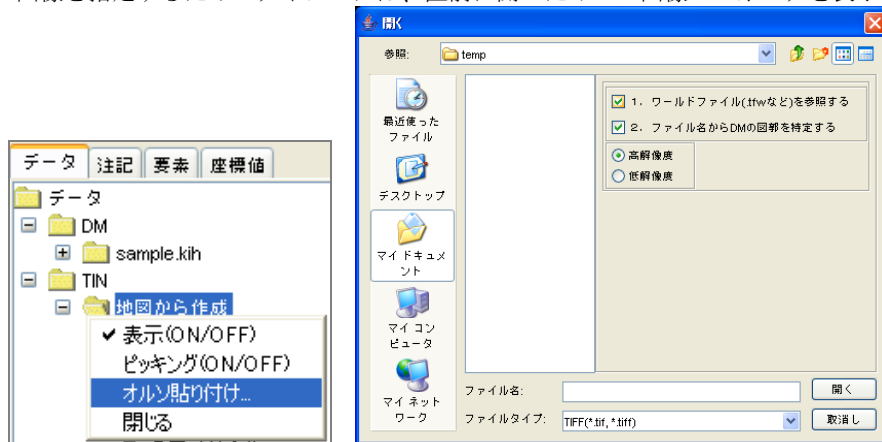 データ 注記 要素 座標値
データ
DM
sample.kih
TIN
地図から作成
表示(ON/OFF)
ピッキング(ON/OFF)
オルソ貼り付け...
閉じる
開く
参照: temp
最近使った
ファイル
デスクトップ
マイ ドキュメ
ント
マイ コン
ピュータ
マイ ネット
ワーク
1. ワールドファイル(.tfwなど)を参照する
2. ファイル名からDMの図郭を特定する
高解像度
低解像度
ファイル名: 開く
ファイルタイプ: TIFF(*.tif, *.tiff) 取消し